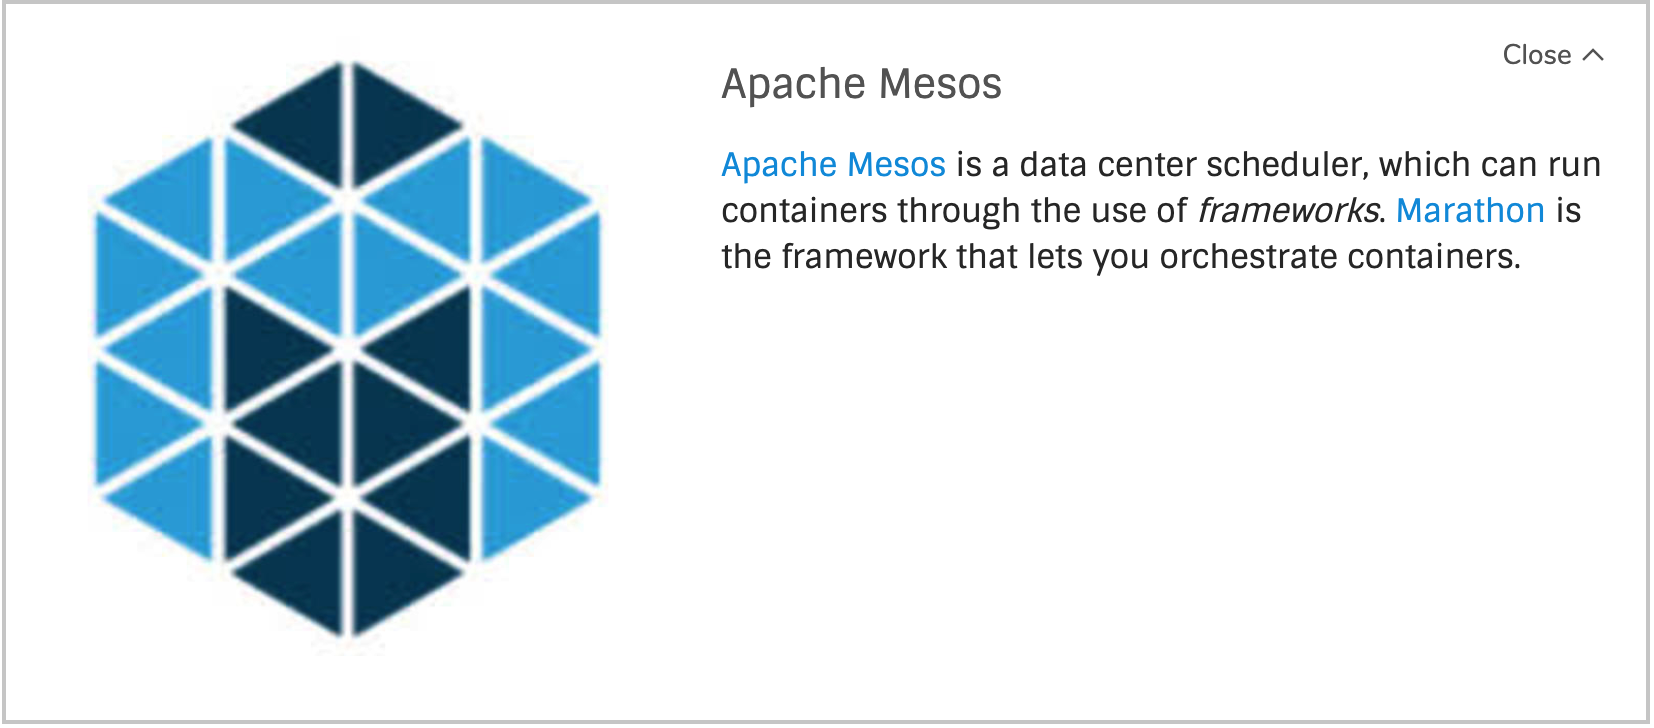 Close
Apache Mesos
Apache Mesos is a data center scheduler, which can run
containers through the use of frameworks. Marathon is
the framework that lets you orchestrate containers.